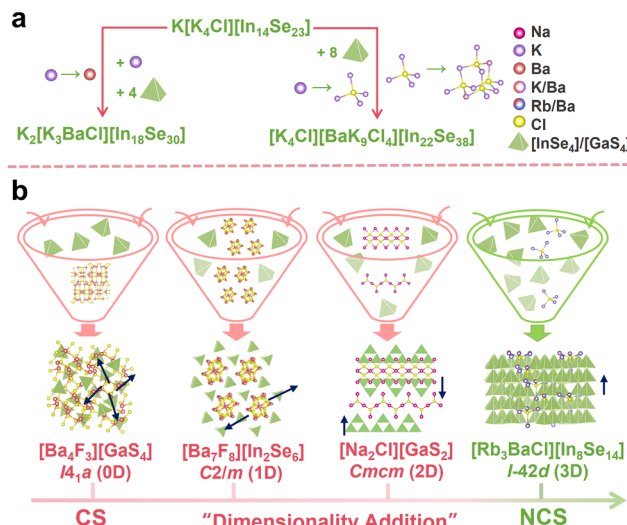 a
K[K₄Cl][In₁₄Se₂₃]
+ 8
+
+ 4
K₂[K₃BaCl][In₁₈Se₃₀]
[K₄Cl][BaK₉Cl₄][In₂₂Se₃₈]
Na
K
Ba
K/Ba
Rb/Ba
Cl
[InSe₄]/[GaS₄]
b
[Ba₄F₃][GaS₄]
I4₁a (0D)
[Ba₇F₈][In₂Se₆]
C2/m (1D)
[Na₂Cl][GaS₂]
Cmcm (2D)
[Rb₃BaCl][In₈Se₁₄]
I-42d (3D)
CS
"Dimensionality Addition"
NCS